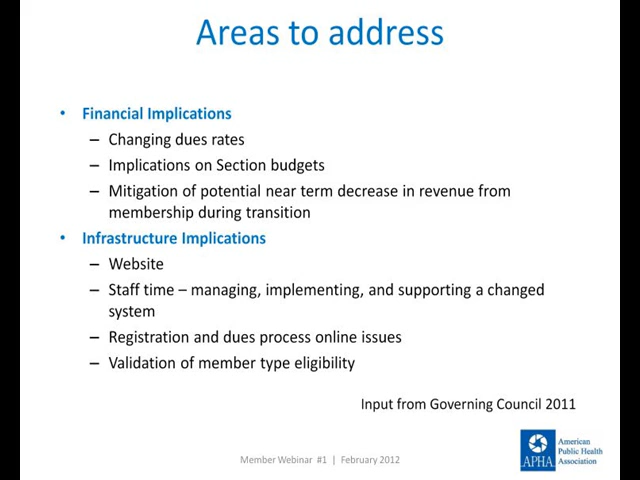 Areas to address
• Financial Implications
– Changing dues rates
– Implications on Section budgets
– Mitigation of potential near term decrease in revenue from
membership during transition
• Infrastructure Implications
– Website
– Staff time – managing, implementing, and supporting a changed
system
– Registration and dues process online issues
– Validation of member type eligibility
Input from Governing Council 2011
Member Webinar #1 | February 2012
APHA
American
Public Health
Association